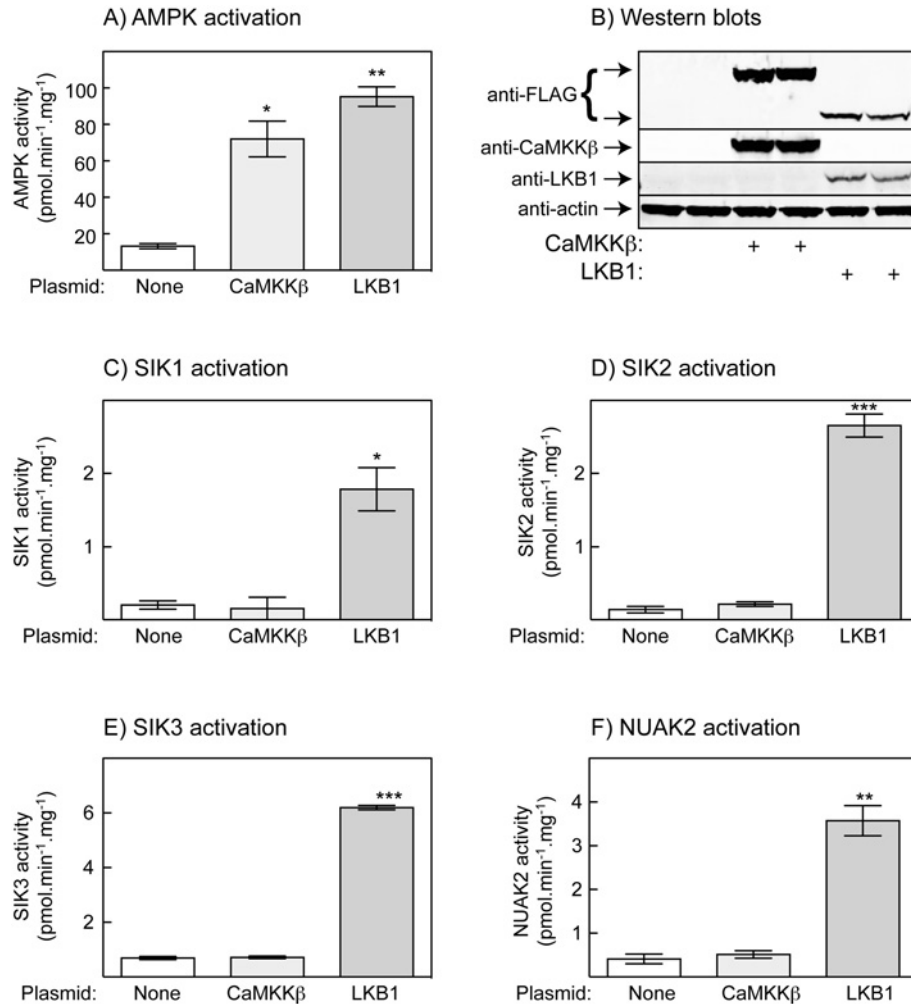 A) AMPK activation
AMPK activity
(pmol.min⁻¹.mg⁻¹)
100
80
60
40
20
*
**
Plasmid: None CaMKKβ LKB1
B) Western blots
anti-FLAG
anti-CaMKKβ
anti-LKB1
anti-actin
CaMKKβ: + +
LKB1: + +
C) SIK1 activation
SIK1 activity
(pmol.min⁻¹.mg⁻¹)
2
1
*
Plasmid: None CaMKKβ LKB1
D) SIK2 activation
SIK2 activity
(pmol.min⁻¹.mg⁻¹)
2
1
***
Plasmid: None CaMKKβ LKB1
E) SIK3 activation
SIK3 activity
(pmol.min⁻¹.mg⁻¹)
6
4
2
***
Plasmid: None CaMKKβ LKB1
F) NUAK2 activation
NUAK2 activity
(pmol.min⁻¹.mg⁻¹)
4
3
2
1
**
Plasmid: None CaMKKβ LKB1